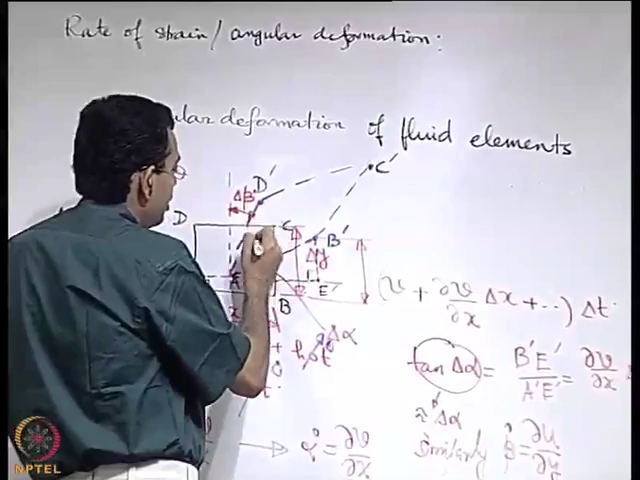 Rate of strain/angular deformation:
deformation of fluid elements
D Δβ D' C'
C B'
A Δy E'
B
Δα
(v + ∂v/∂x Δx + ...) Δt
tan Δα = B'E'/A'E' = ∂v/∂x
≈ Δα
α̇ = ∂v/∂x
Similarly β̇ = ∂u/∂y
NPTEL